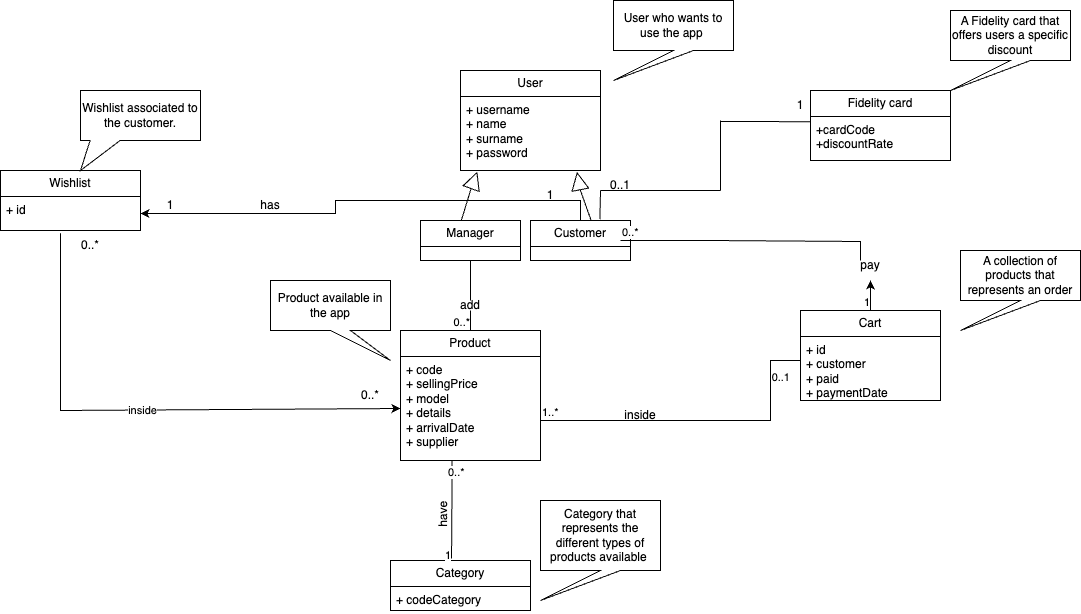 User who wants to
use the app
A Fidelity card that
offers users a specific
discount
User
+ username
+ name
+ surname
+ password
1
Fidelity card
+cardCode
+discountRate
Wishlist associated to
the customer.
Wishlist
+ id
1
has
1
0..1
Manager
Customer
0..*
0..*
pay
A collection of
products that
represents an order
Product available in
the app
add
0..*
1
Cart
+ id
+ customer
+ paid
+ paymentDate
Product
+ code
+ sellingPrice
+ model
+ details
+ arrivalDate
+ supplier
0..1
0..*
inside
1..*
inside
0..*
have
Category that
represents the
different types of
products available
1
Category
+ codeCategory